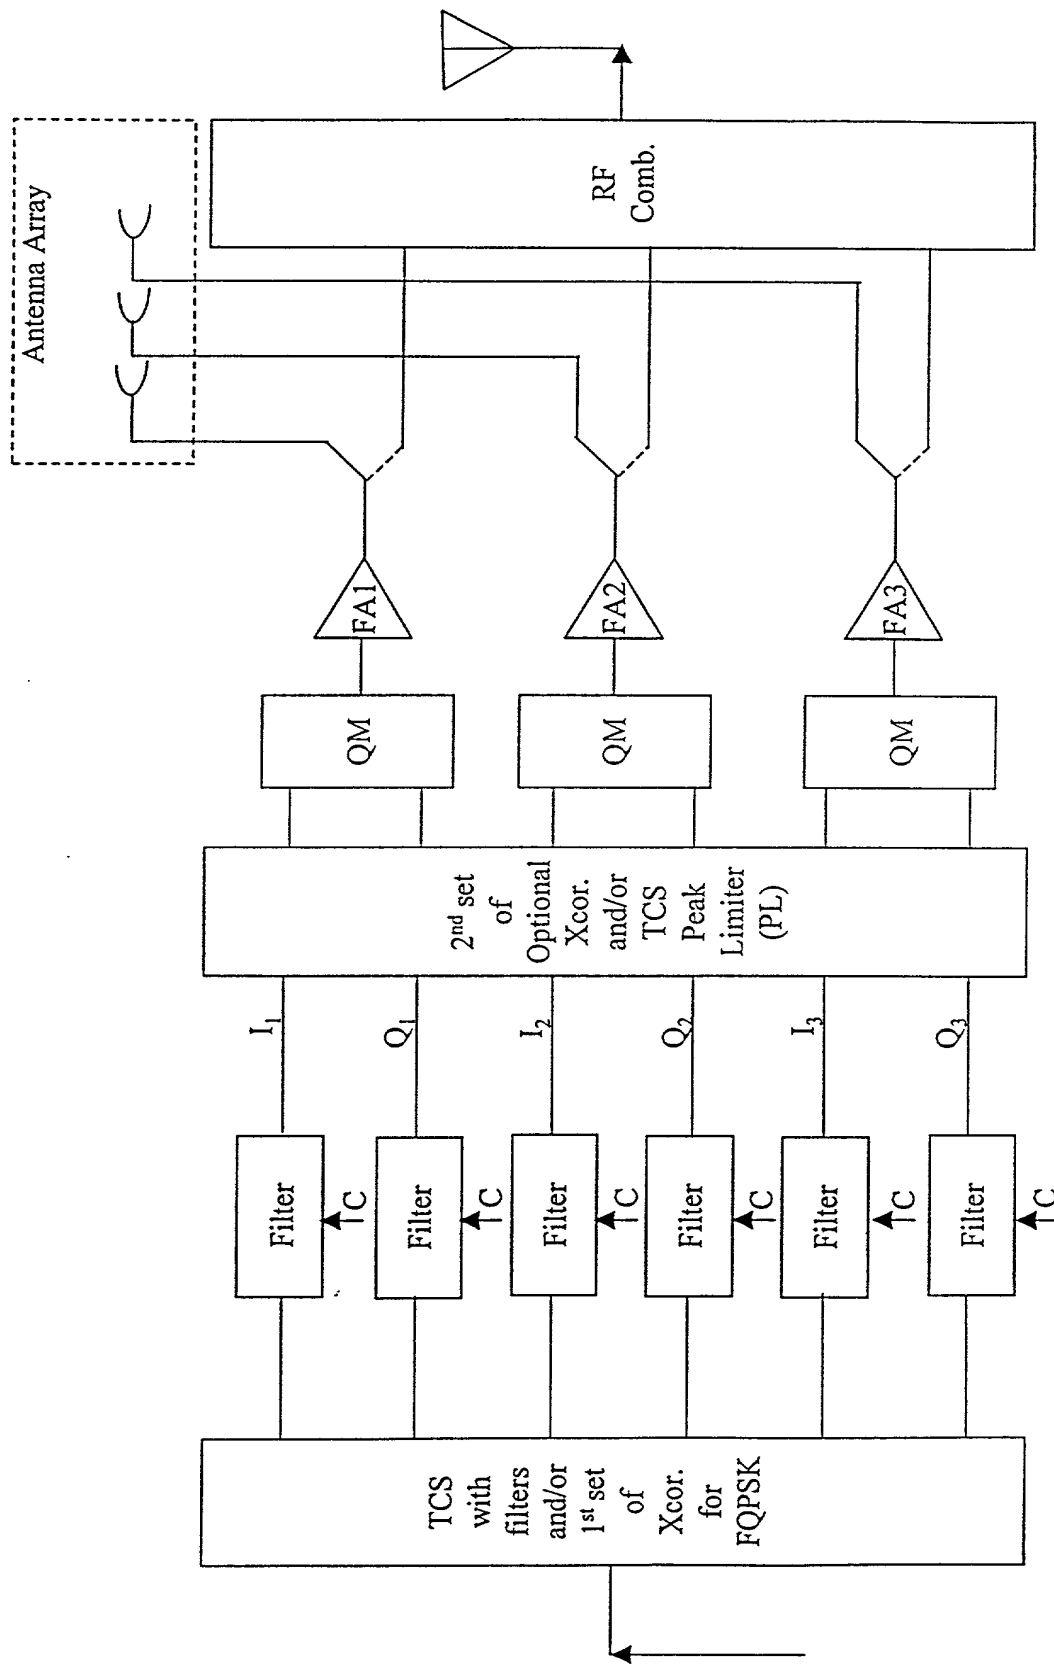 TCS
with
filters
and/or
1st set
of
Xcor.
for
FQPSK
Filter
C
Filter
C
Filter
C
Filter
C
Filter
C
Filter
C
I1
Q1
I2
Q2
I3
Q3
2nd set
of
Optional
Xcor.
and/or
TCS
Peak
Limiter
(PL)
QM
QM
QM
FA1
FA2
FA3
Antenna Array
RF
Comb.